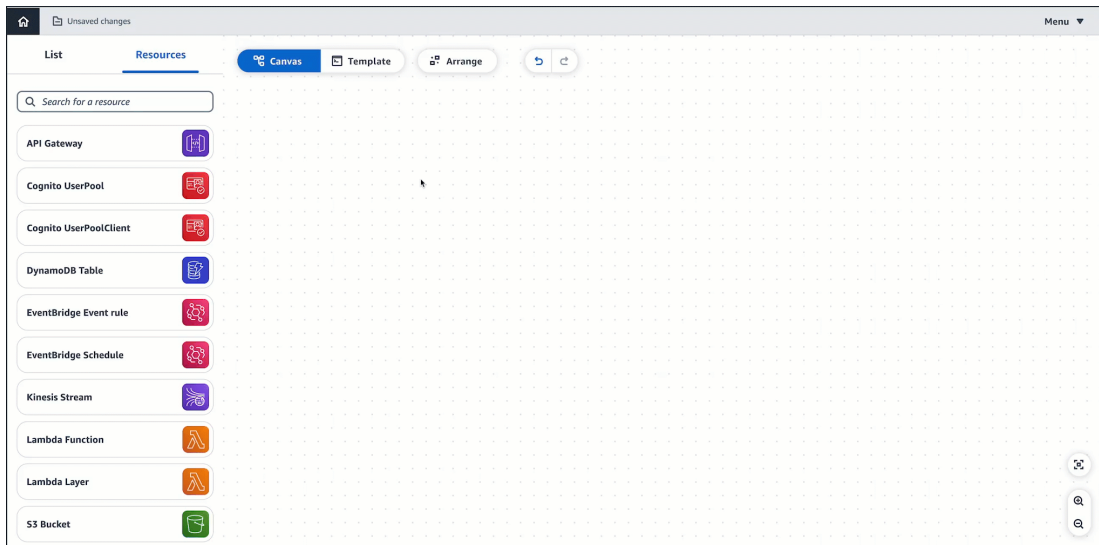 Unsaved changes
Menu
List
Resources
Canvas
Template
Arrange
Search for a resource
API Gateway
Cognito UserPool
Cognito UserPoolClient
DynamoDB Table
EventBridge Event rule
EventBridge Schedule
Kinesis Stream
Lambda Function
Lambda Layer
S3 Bucket